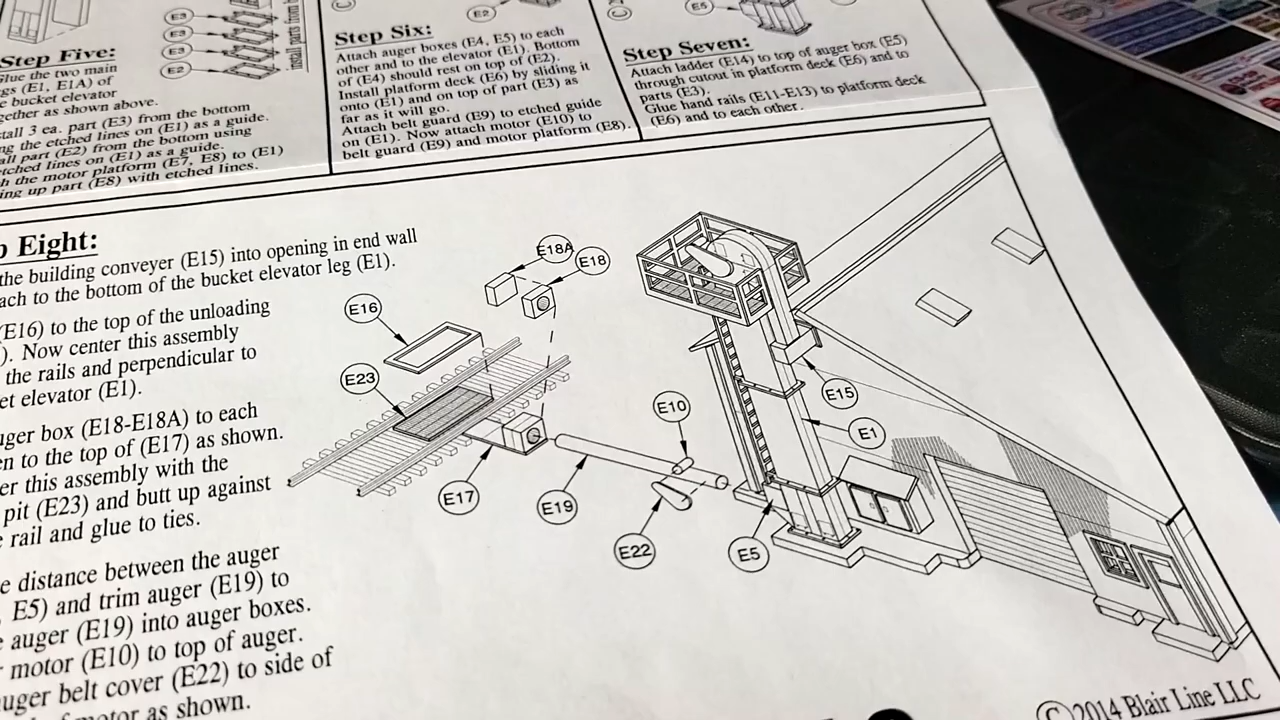 Step Five:
Glue the two main
gs (E1, E1A) of
e bucket elevator
gether as shown above.
tall 3 ea. part (E3) from the bottom
ng the etched lines on (E1) as a guide.
all part (E2) from the bottom using
etched lines on (E1) as a guide.
h the motor platform (E7, E8) to (E1)
ing up part (E8) with etched lines.
E3
E3
E3
E2
install parts from b
E2
Step Six:
Attach auger boxes (E4, E5) to each
other and to the elevator (E1). Bottom
of (E4) should rest on top of (E2).
Install platform deck (E6) by sliding it
onto (E1) and on top of part (E3) as
far as it will go.
Attach belt guard (E9) to etched guide
on (E1). Now attach motor (E10) to
belt guard (E9) and motor platform (E8).
E5
Step Seven:
Attach ladder (E14) to top of auger box (E5)
through cutout in platform deck (E6) and to
parts (E3).
Glue hand rails (E11-E13) to platform deck
(E6) and to each other.
p Eight:
the building conveyer (E15) into opening in end wall
ach to the bottom of the bucket elevator leg (E1).
(E16) to the top of the unloading
). Now center this assembly
the rails and perpendicular to
et elevator (E1).
uger box (E18-E18A) to each
en to the top of (E17) as shown.
er this assembly with the
pit (E23) and butt up against
e rail and glue to ties.
e distance between the auger
E5) and trim auger (E19) to
e auger (E19) into auger boxes.
r motor (E10) to top of auger.
auger belt cover (E22) to side of
of motor as shown.
E18A
E18
E16
E23
E10
E15
E1
E17
E19
E22
E5
©2014 Blair Line LLC